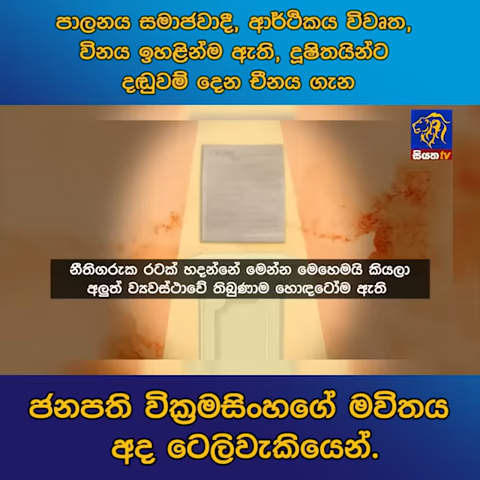 පාලනය සමාජවාදී, ආර්ථිකය විවෘත,
විනය ඉහළින්ම ඇති, දූෂිතයින්ට
දඬුවම් දෙන චීනය ගැන
සියත tv
නීතිගරුක රටක් හදන්නේ මෙන්න මෙහෙමයි කියලා
අලුත් ව්‍යවස්ථාවේ තිබුණාම හොඳටෝම ඇති
ජනපති වික්‍රමසිංහගේ මවිතය
අද ටෙලිවැකියෙන්.